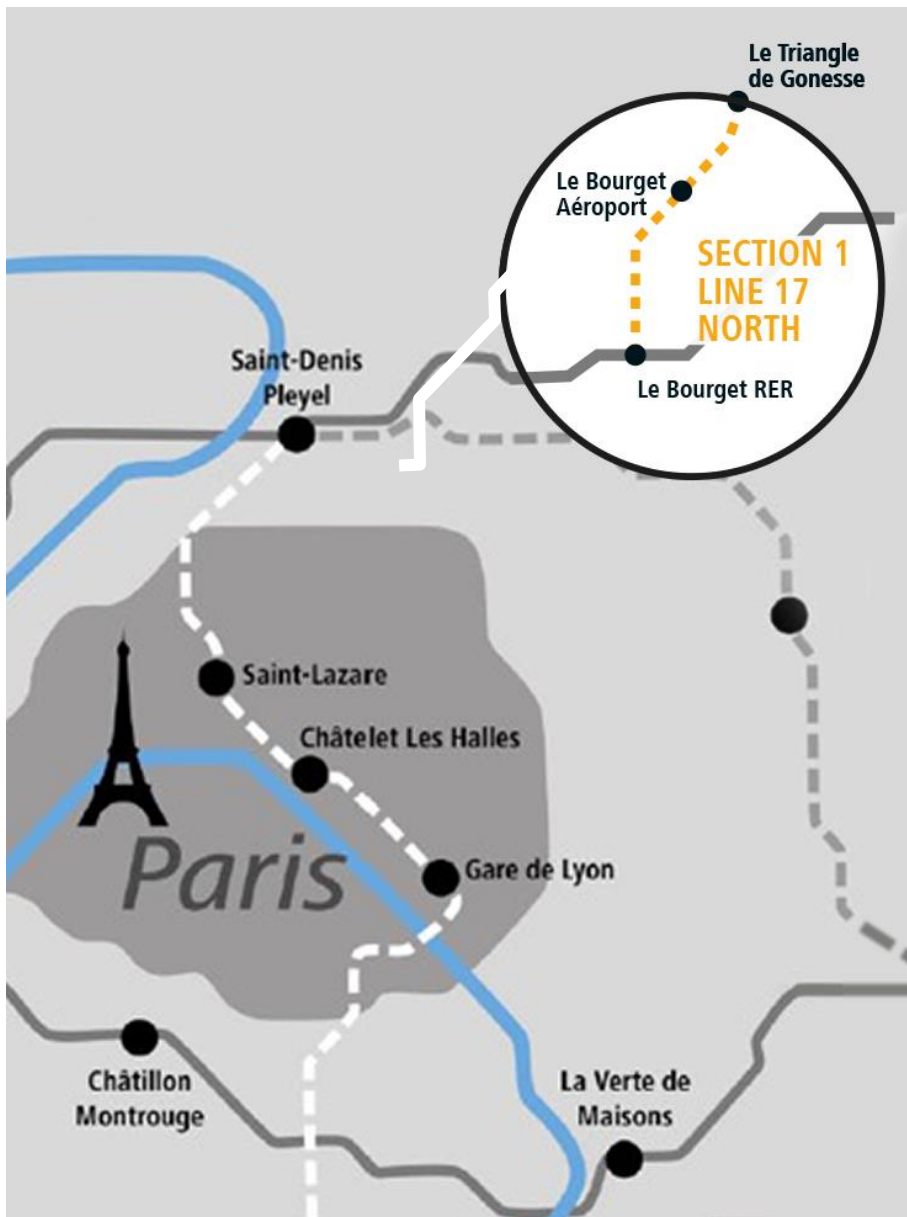 Le Triangle
de Gonesse
Le Bourget
Aéroport
SECTION 1
LINE 17
NORTH
Saint-Denis
Pleyel
Le Bourget RER
Saint-Lazare
Châtelet Les Halles
Paris
Gare de Lyon
Châtillon
Montrouge
La Verte de
Maisons